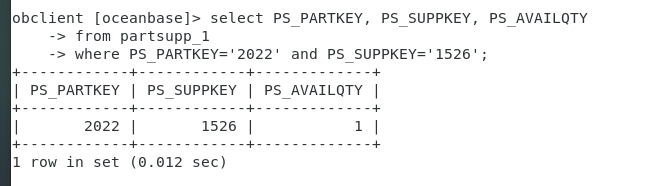 obclient [oceanbase]> select PS_PARTKEY, PS_SUPPKEY, PS_AVAILQTY
    -> from partsupp_1
    -> where PS_PARTKEY='2022' and PS_SUPPKEY='1526';
+------------+------------+-------------+
| PS_PARTKEY | PS_SUPPKEY | PS_AVAILQTY |
+------------+------------+-------------+
|       2022 |       1526 |           1 |
+------------+------------+-------------+
1 row in set (0.012 sec)